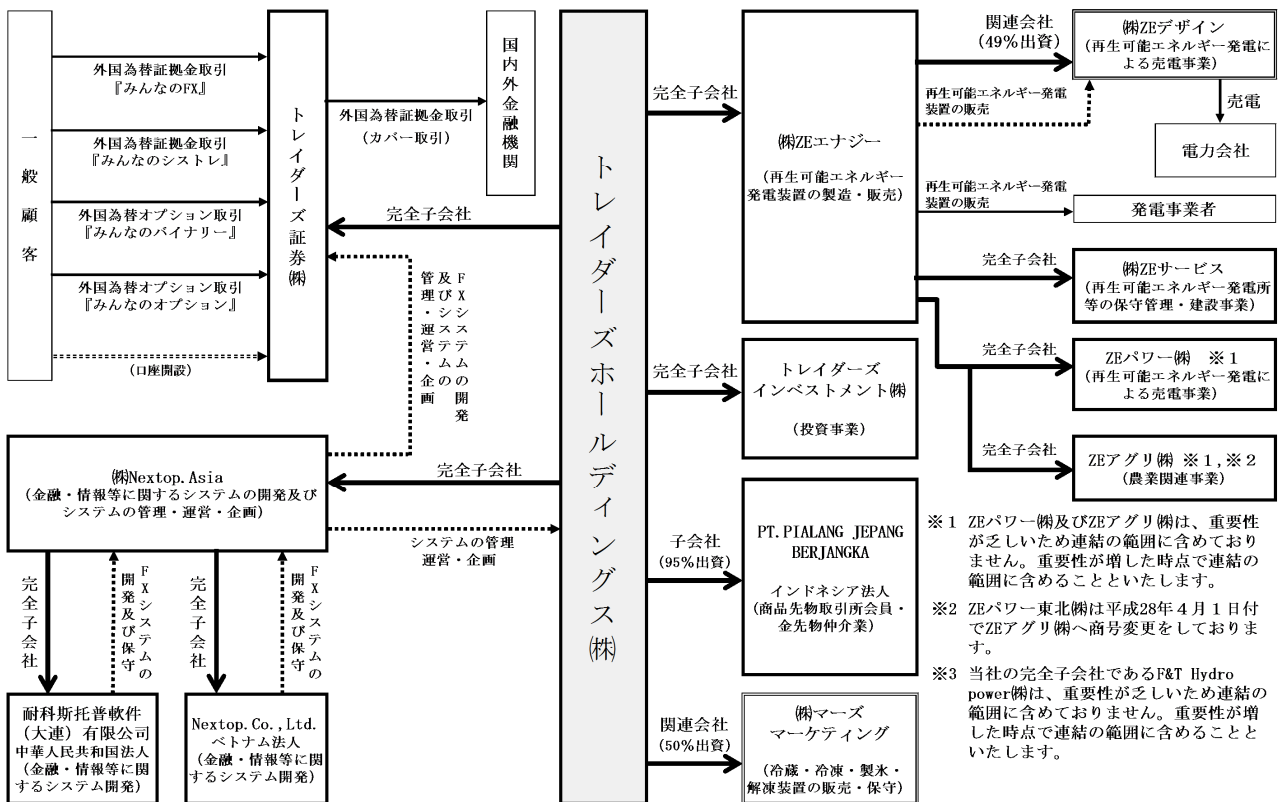 一般顧客
外国為替証拠金取引
『みんなのFX』
外国為替証拠金取引
『みんなのシストレ』
外国為替オプション取引
『みんなのバイナリー』
外国為替オプション取引
『みんなのオプション』
(口座開設)
トレイダーズ証券㈱
外国為替証拠金取引
(カバー取引)
国内外金融機関
完全子会社
FXシステムの開発
及びシステムの
管理・運営・企画
㈱Nextop.Asia
(金融・情報等に関するシステムの開発及び
システムの管理・運営・企画)
完全子会社
システムの管理
運営・企画
完全子会社
FXシステムの
開発及び保守
完全子会社
FXシステムの
開発及び保守
耐科斯托普軟件
(大連)有限公司
中華人民共和国法人
(金融・情報等に関
するシステム開発)
Nextop.Co.,Ltd.
ベトナム法人
(金融・情報等に関
するシステム開発)
トレイダーズホールディングス㈱
完全子会社
㈱ZEエナジー
(再生可能エネルギー
発電装置の製造・販売)
関連会社
(49%出資)
㈱ZEデザイン
(再生可能エネルギー発電に
よる売電事業)
再生可能エネルギー発電
装置の販売
売電
電力会社
再生可能エネルギー発電
装置の販売
発電事業者
完全子会社
㈱ZEサービス
(再生可能エネルギー発電所
等の保守管理・建設事業)
完全子会社
ZEパワー㈱ ※1
(再生可能エネルギー発電に
よる売電事業)
完全子会社
ZEアグリ㈱ ※1,※2
(農業関連事業)
完全子会社
トレイダーズ
インベストメント㈱
(投資事業)
子会社
(95%出資)
PT.PIALANG JEPANG
BERJANGKA
インドネシア法人
(商品先物取引所会員・
金先物仲介業)
関連会社
(50%出資)
㈱マーズ
マーケティング
(冷蔵・冷凍・製氷・
解凍装置の販売・保守)
※1 ZEパワー㈱及びZEアグリ㈱は、重要性
が乏しいため連結の範囲に含めてお
りません。重要性が増した時点で連結の
範囲に含めることといたします。
※2 ZEパワー東北㈱は平成28年4月1日付
でZEアグリ㈱へ商号変更をしておりま
す。
※3 当社の完全子会社であるF&T Hydro
power㈱は、重要性が乏しいため連結の
範囲に含めておりません。重要性が増
した時点で連結の範囲に含めることと
いたします。